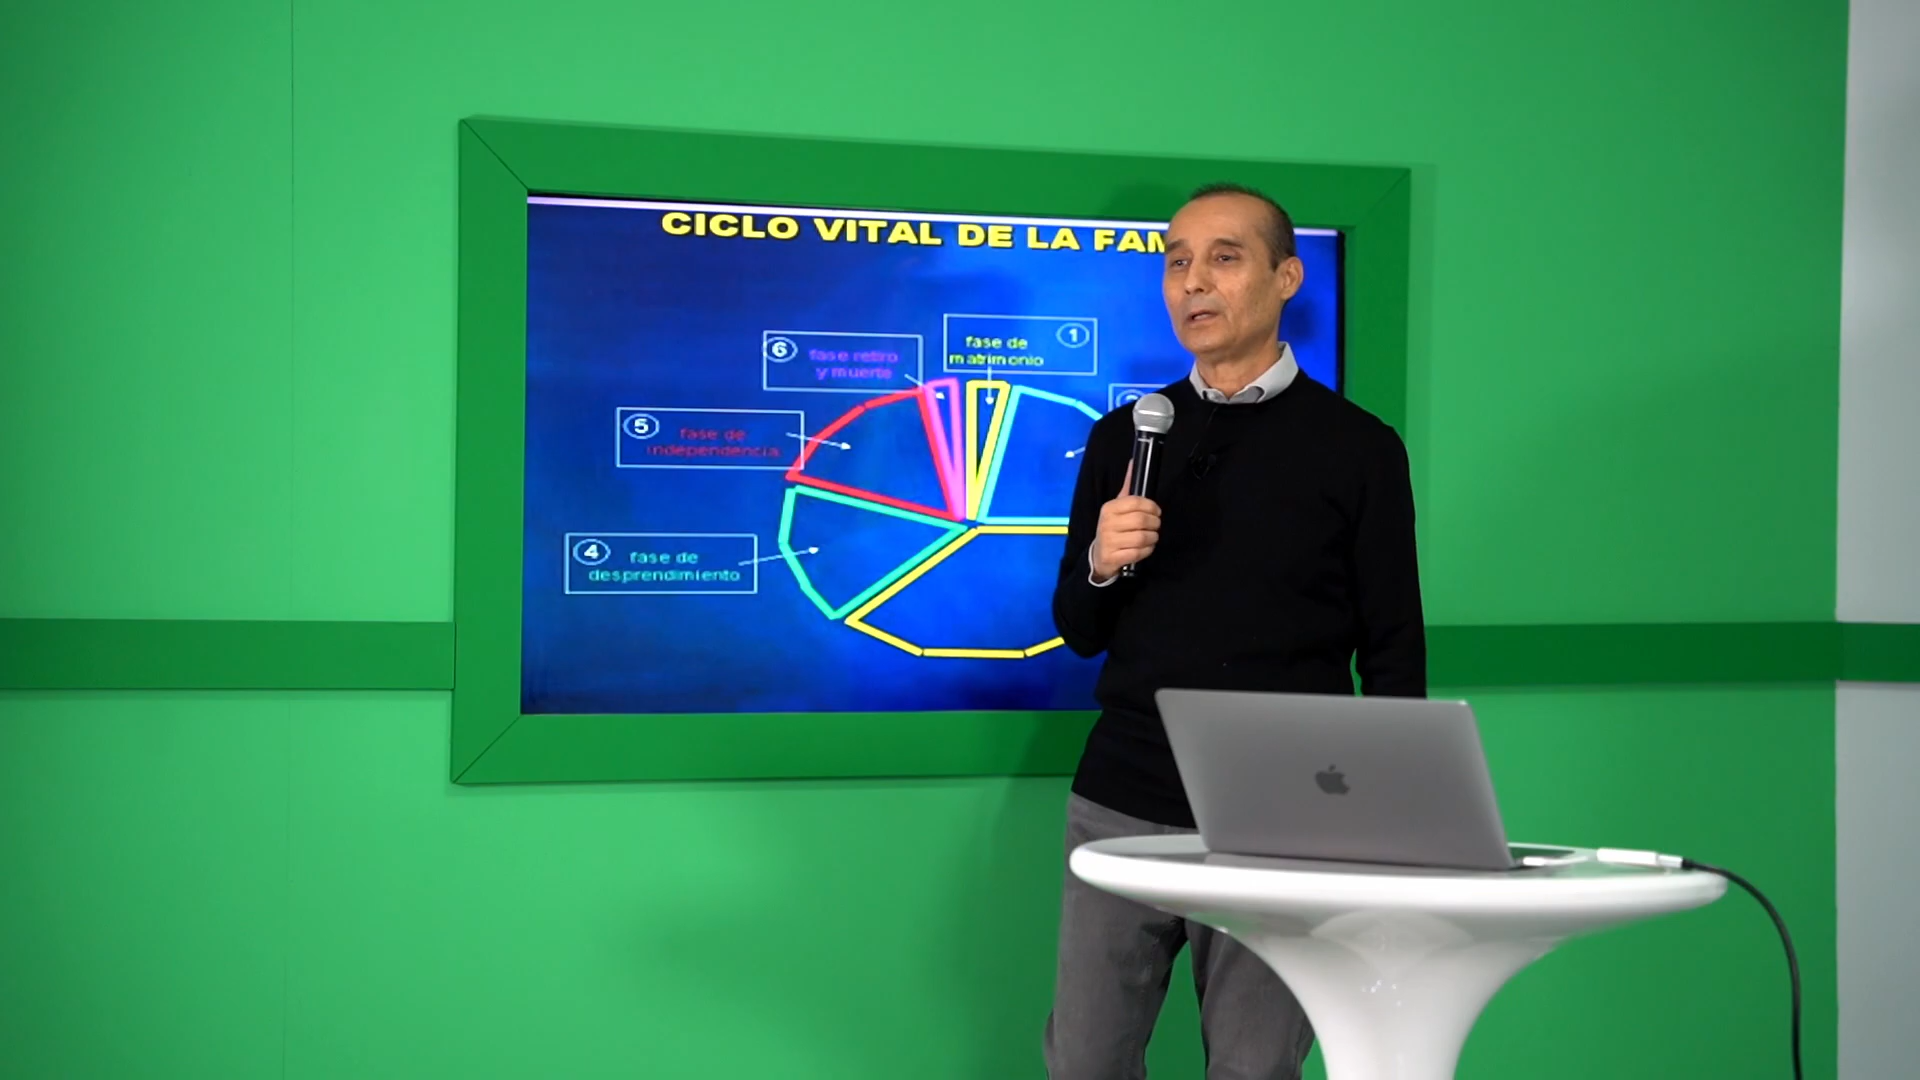 CICLO VITAL DE LA FAM
1
fase de
matrimonio
6
fase retiro
y muerte
5
fase de
independencia
4
fase de
desprendimiento